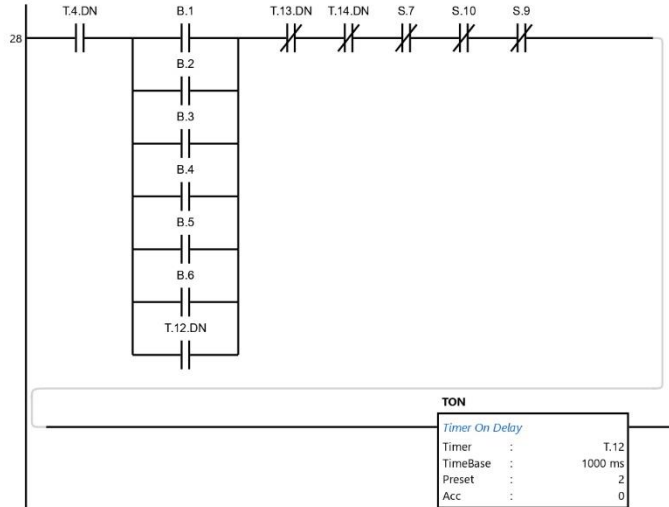 T.4.DN B.1 T.13.DN T.14.DN S.7 S.10 S.9
28
B.2
B.3
B.4
B.5
B.6
T.12.DN
TON
Timer On Delay
Timer : T.12
TimeBase : 1000 ms
Preset : 2
Acc : 0